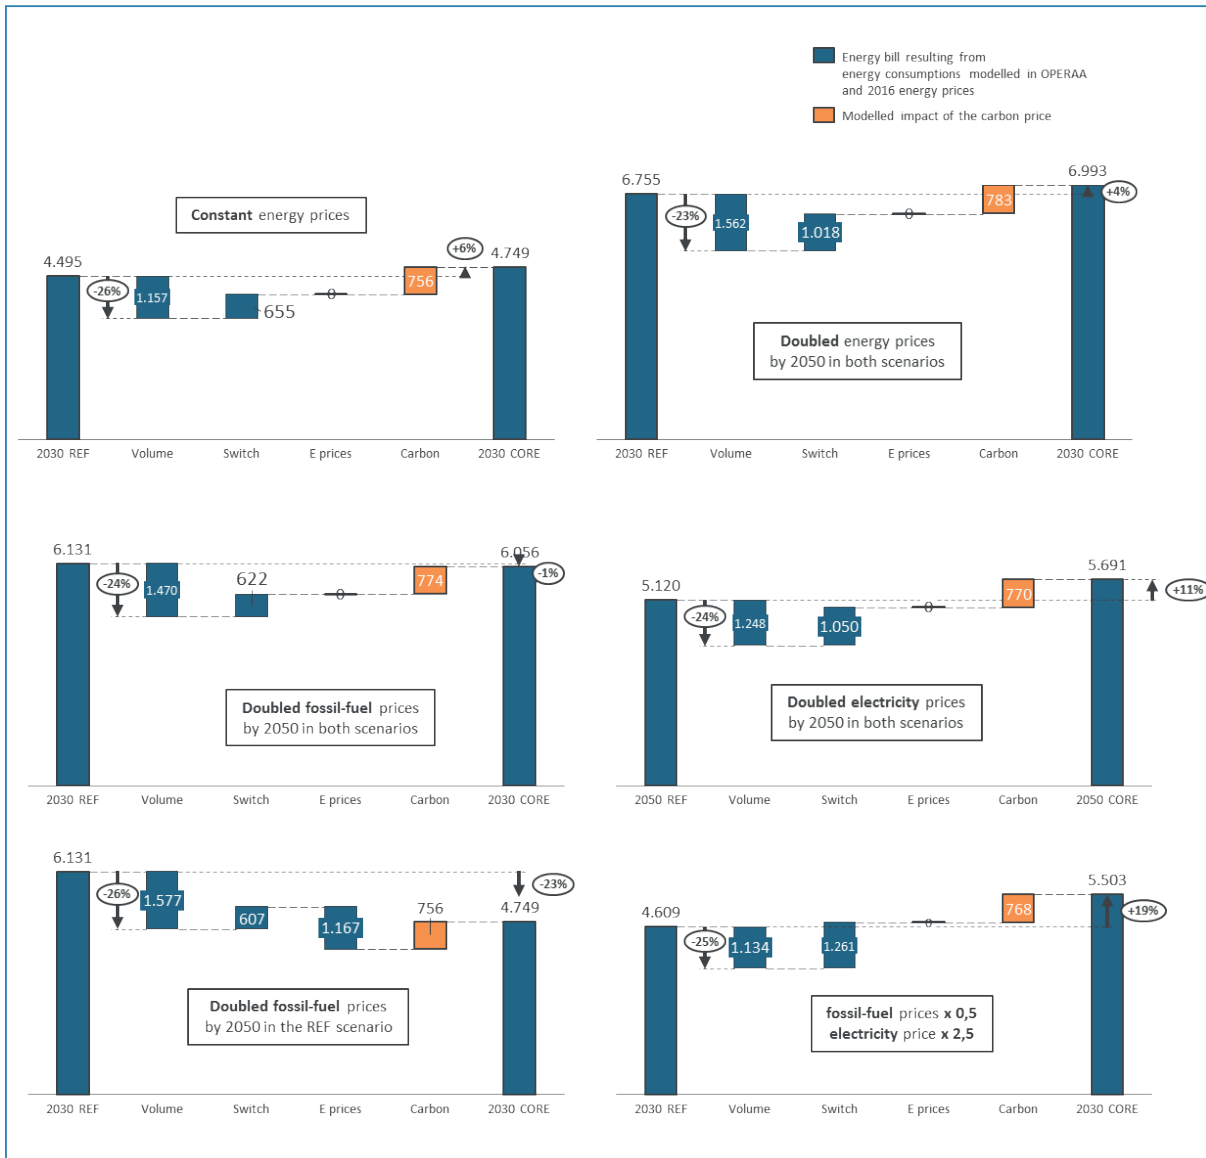 Energy bill resulting from
energy consumptions modelled in OPERAA
and 2016 energy prices
Modelled impact of the carbon price
Constant energy prices
4.495
-26%
1.157
655
0
756
+6%
4.749
2030 REF
Volume
Switch
E prices
Carbon
2030 CORE
6.755
-23%
1.562
1.018
0
783
6.993
+4%
Doubled energy prices
by 2050 in both scenarios
2030 REF
Volume
Switch
E prices
Carbon
2030 CORE
6.131
-24%
1.470
622
0
774
6.056
-1%
Doubled fossil-fuel prices
by 2050 in both scenarios
2030 REF
Volume
Switch
E prices
Carbon
2030 CORE
5.120
-24%
1.248
1.050
0
770
5.691
+11%
Doubled electricity prices
by 2050 in both scenarios
2050 REF
Volume
Switch
E prices
Carbon
2050 CORE
6.131
-26%
1.577
607
1.167
756
4.749
-23%
Doubled fossil-fuel prices
by 2050 in the REF scenario
2030 REF
Volume
Switch
E prices
Carbon
2030 CORE
4.609
-25%
1.134
1.261
0
768
5.503
+19%
fossil-fuel prices x 0,5
electricity price x 2,5
2030 REF
Volume
Switch
E prices
Carbon
2030 CORE